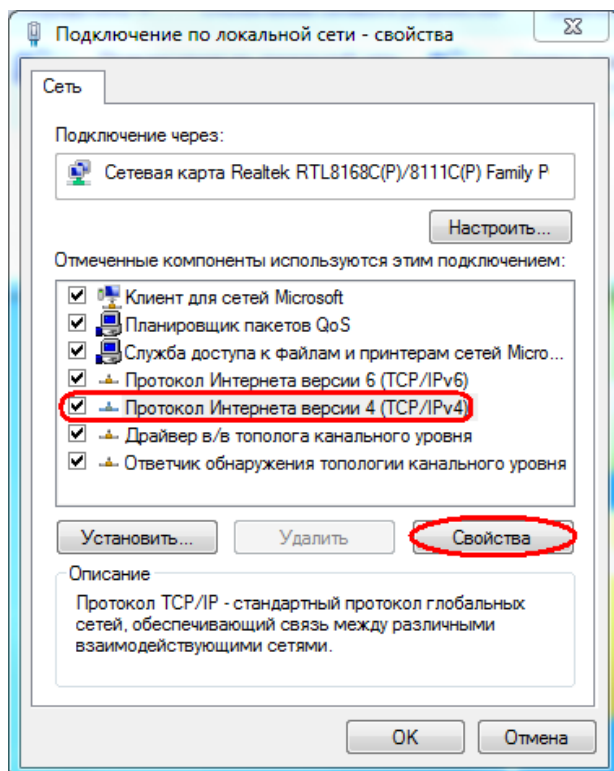 Подключение по локальной сети - свойства
Сеть
Подключение через:
Сетевая карта Realtek RTL8168C(P)/8111C(P) Family P
Настроить...
Отмеченные компоненты используются этим подключением:
Клиент для сетей Microsoft
Планировщик пакетов QoS
Служба доступа к файлам и принтерам сетей Micro...
Протокол Интернета версии 6 (TCP/IPv6)
Протокол Интернета версии 4 (TCP/IPv4)
Драйвер в/в тополога канального уровня
Ответчик обнаружения топологии канального уровня
Установить...
Удалить
Свойства
Описание
Протокол TCP/IP - стандартный протокол глобальных
сетей, обеспечивающий связь между различными
взаимодействующими сетями.
OK
Отмена